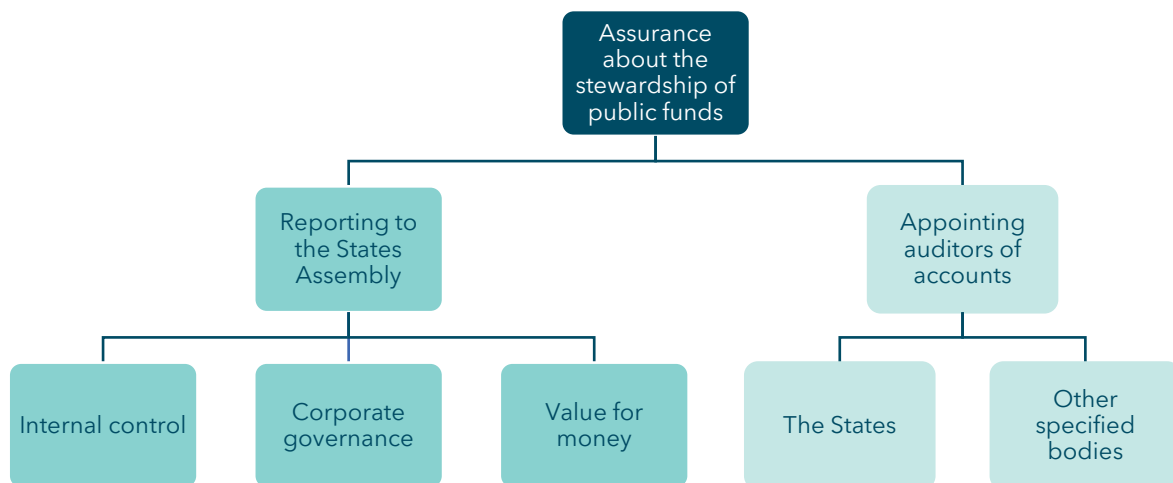 Assurance
about the
stewardship of
public funds
Reporting to
the States
Assembly
Appointing
auditors of
accounts
Internal control
Corporate
governance
Value for
money
The States
Other
specified
bodies